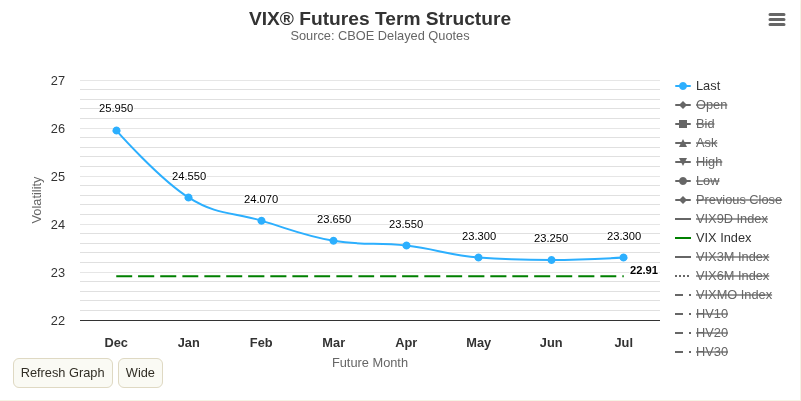 VIX® Futures Term Structure
Source: CBOE Delayed Quotes
27
26
25
24
23
22
Volatility
25.950
24.550
24.070
23.650
23.550
23.300
23.250
23.300
22.91
Dec
Jan
Feb
Mar
Apr
May
Jun
Jul
Future Month
Last
Open
Bid
Ask
High
Low
Previous Close
VIX9D Index
VIX Index
VIX3M Index
VIX6M Index
VIXMO Index
HV10
HV20
HV30
Refresh Graph
Wide